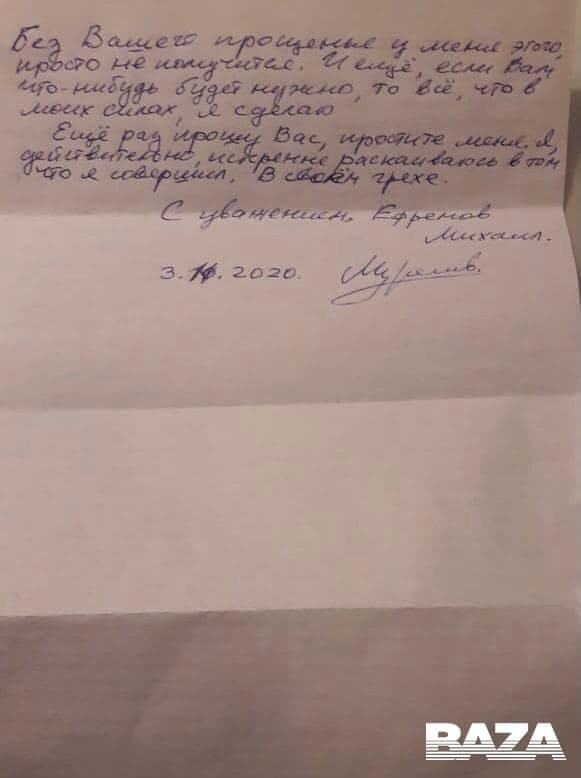 Без Вашего прощенье у меня этого,
просто не получится. И ещё, если Вам
что-нибудь будет нужно, то всё, что в
моих силах, я сделаю
Ещё раз прошу Вас, простите меня. Я,
действительно, искренне раскаиваюсь в том
что я совершил. В своём грехе.
С уважением. Ефремов
Михаил.
3. .2020.
BAZA